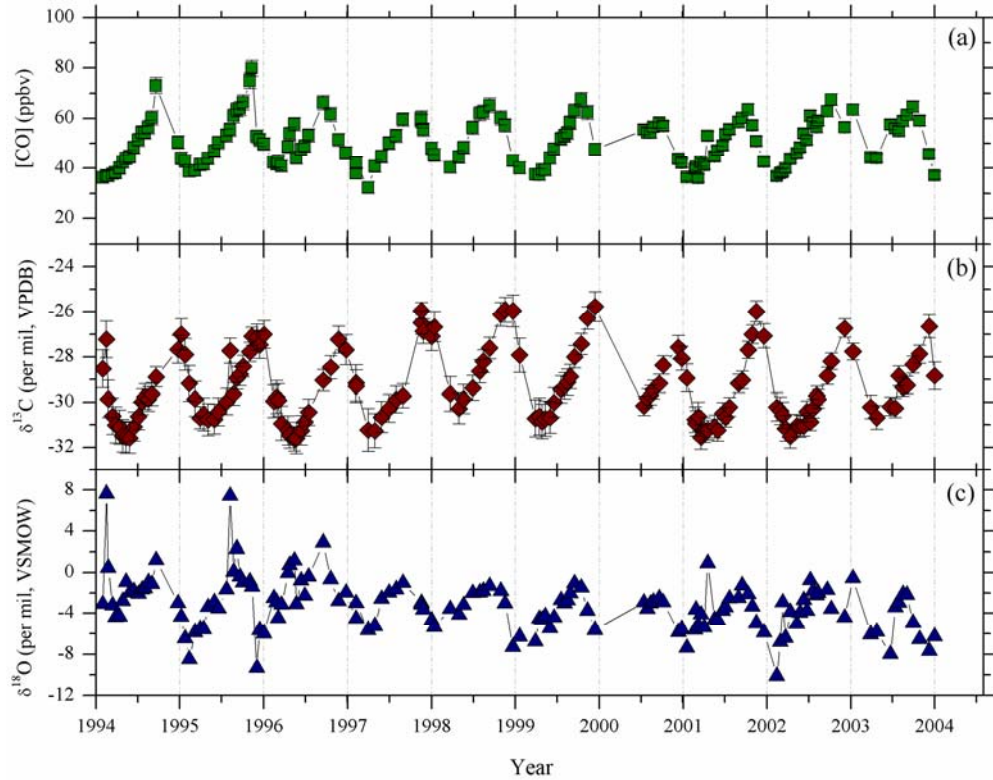 (a)
[CO] (ppbv)
100
80
60
40
20
(b)
δ¹³C (per mil, VPDB)
-24
-26
-28
-30
-32
(c)
δ¹⁸O (per mil, VSMOW)
8
4
0
-4
-8
-12
1994 1995 1996 1997 1998 1999 2000 2001 2002 2003 2004
Year